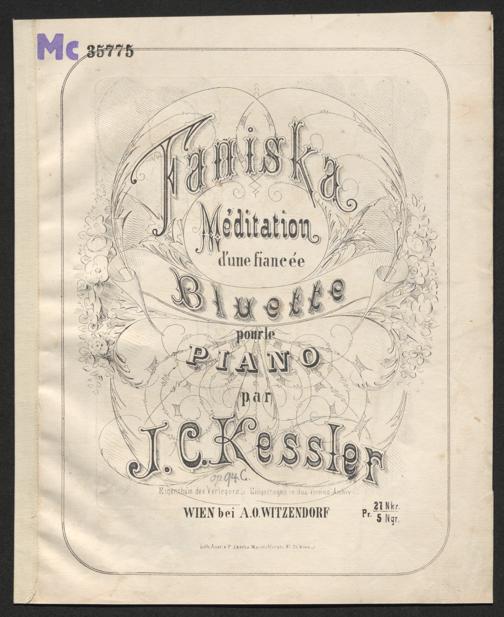 Mc 35775
Faniska
Méditation
d'une fiancée
Bluette
pour le
PIANO
par
J. C. Kessler
op. 94. C.
Eigenthum des Verlegers. Eingetragen in das Vereins-Archiv.
WIEN bei A. O. WITZENDORF
Pr. 27 Nkr.
5 Ngr.